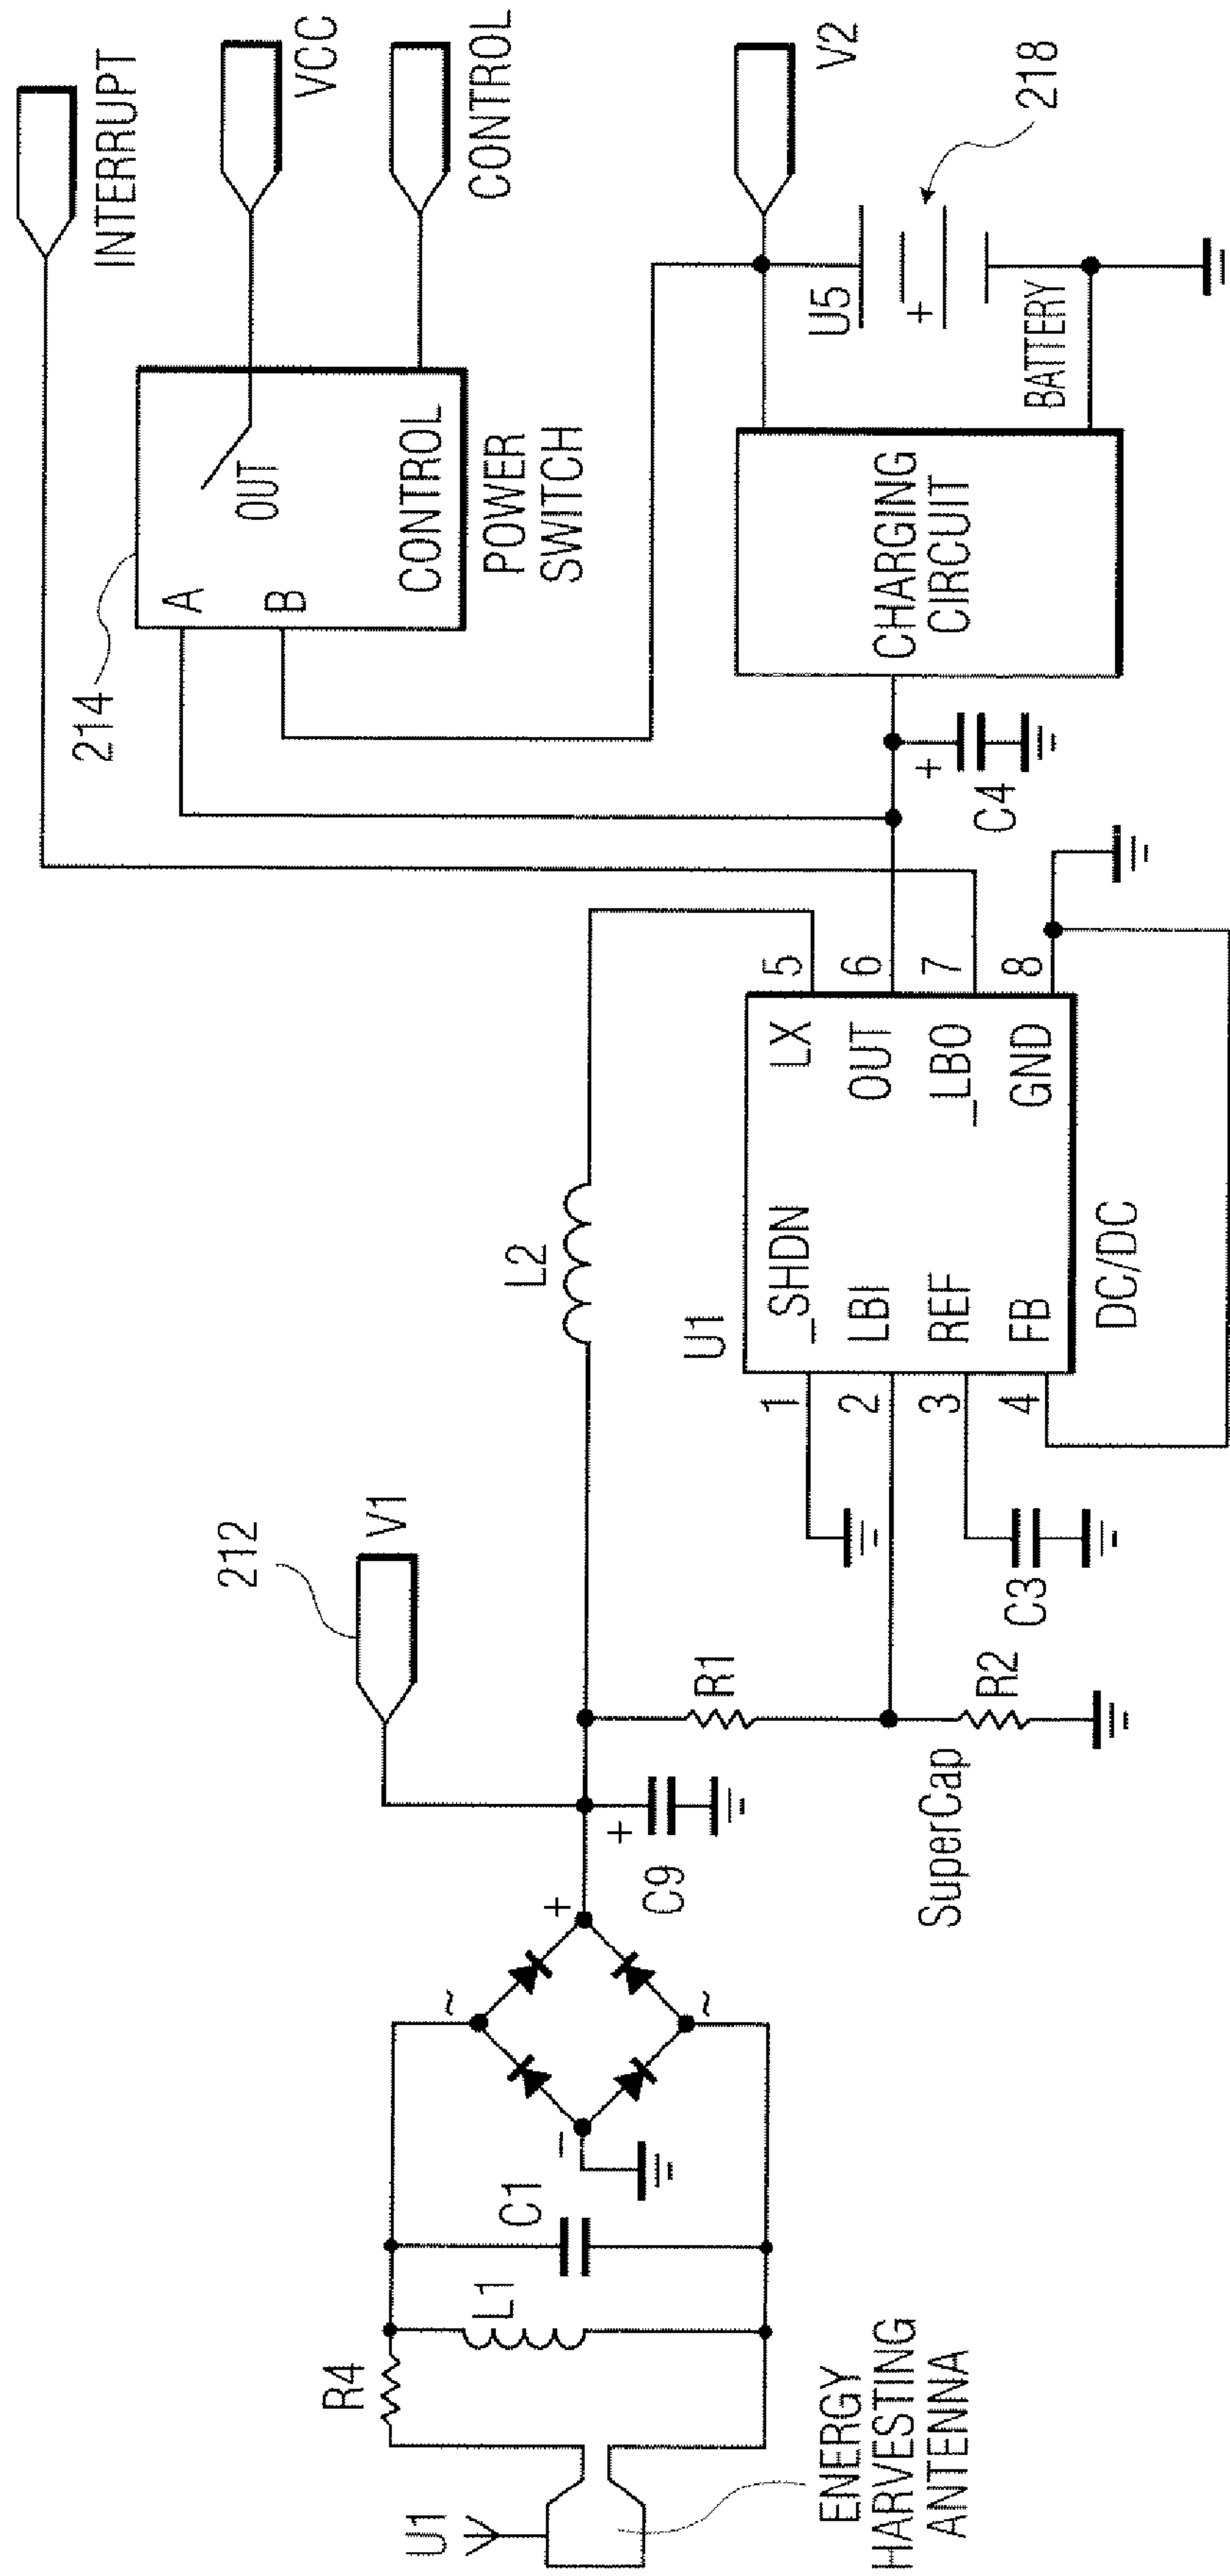 INTERRUPT
VCC
CONTROL
V2
218
214
A
B
OUT
CONTROL
POWER
SWITCH
U5
+
BATTERY
CHARGING
CIRCUIT
+
C4
212
V1
L2
U1
1
_SHDN
LX
5
2
LBI
OUT
6
3
REF
_LBO
7
4
FB
GND
8
DC/DC
C3
R1
R2
SuperCap
+
C9
+
~
~
–
C1
L1
R4
U1
ENERGY
HARVESTING
ANTENNA